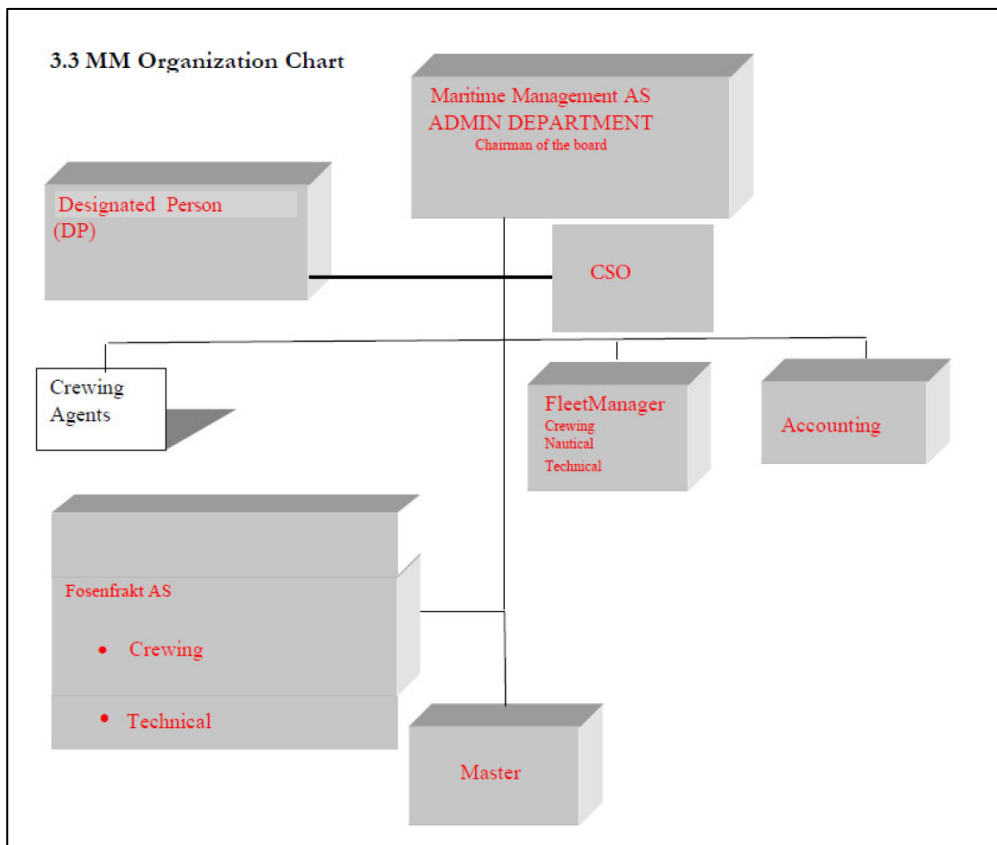 3.3 MM Organization Chart
Maritime Management AS
ADMIN DEPARTMENT
Chairman of the board
Designated Person
(DP)
CSO
Crewing
Agents
FleetManager
Crewing
Nautical
Technical
Accounting
Fosenfrakt AS
• Crewing
• Technical
Master